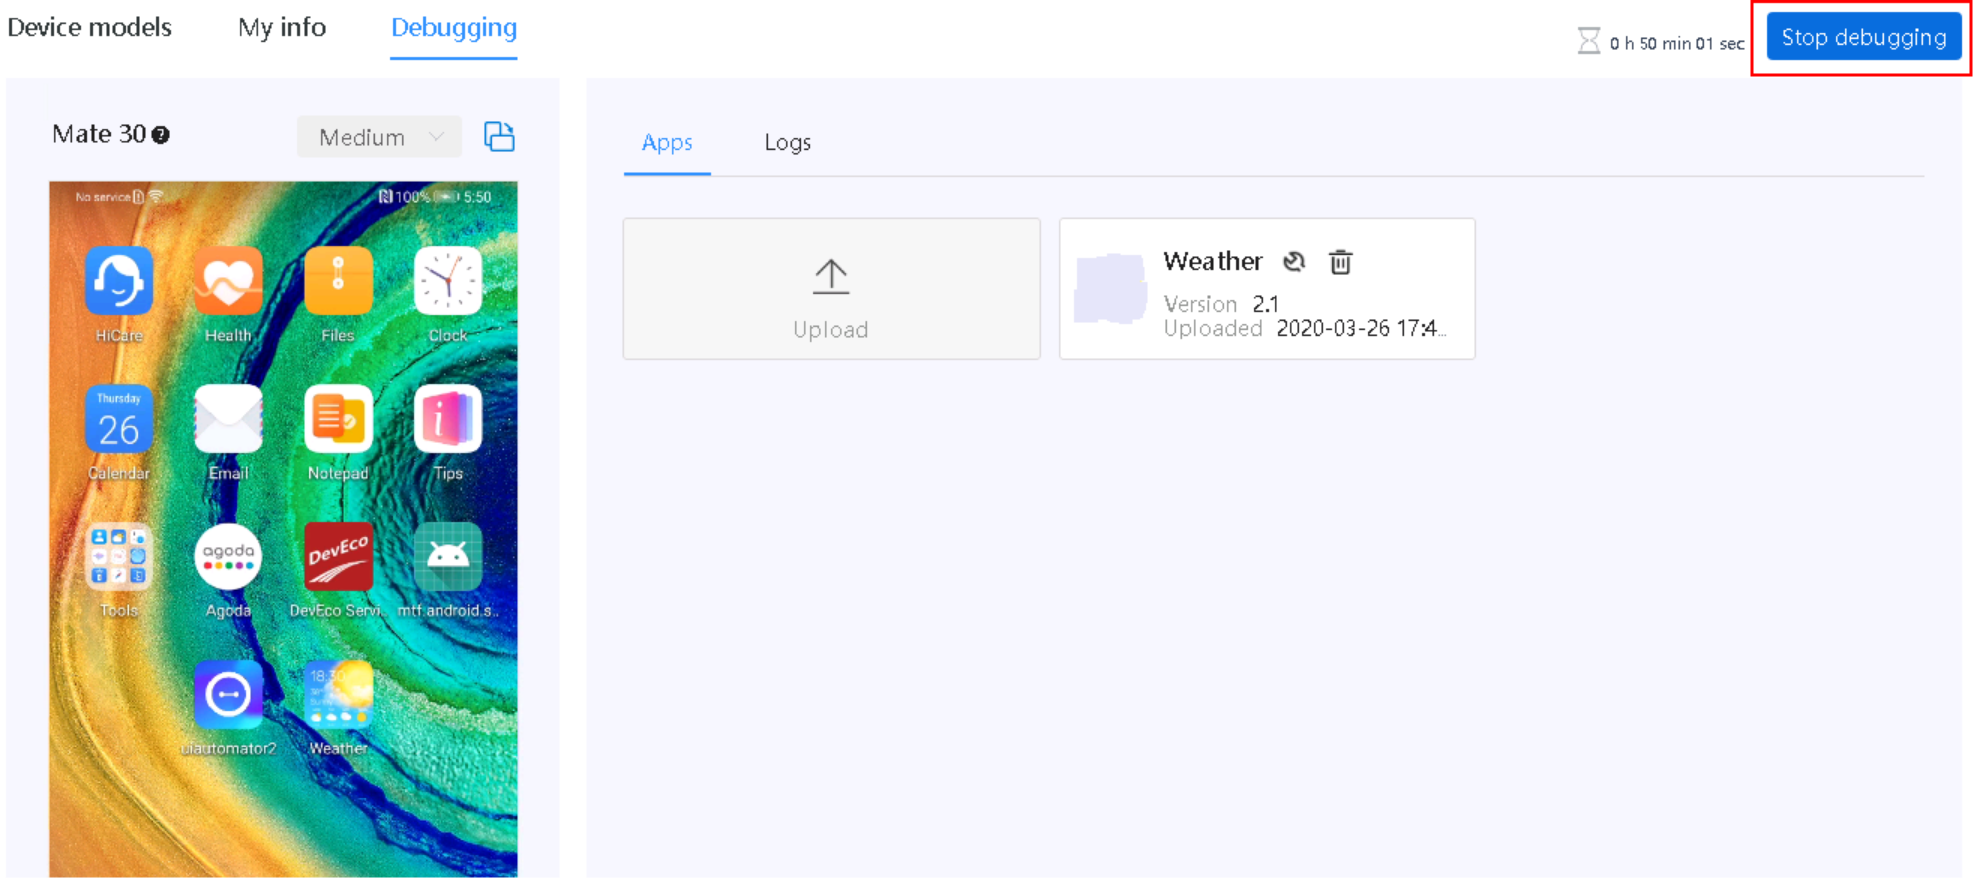 Device models My info Debugging
0 h 50 min 01 sec Stop debugging
Mate 30 ? Medium
Apps Logs
No service 100% 5:50
Upload
Weather
Version 2.1
Uploaded 2020-03-26 17:4...
HiCare Health Files Clock
Thursday
26
Calendar Email Notepad Tips
agoda
DevEco
Tools Agoda DevEco Servi.. mtf.android.s..
18:30
uiautomator2 Weather